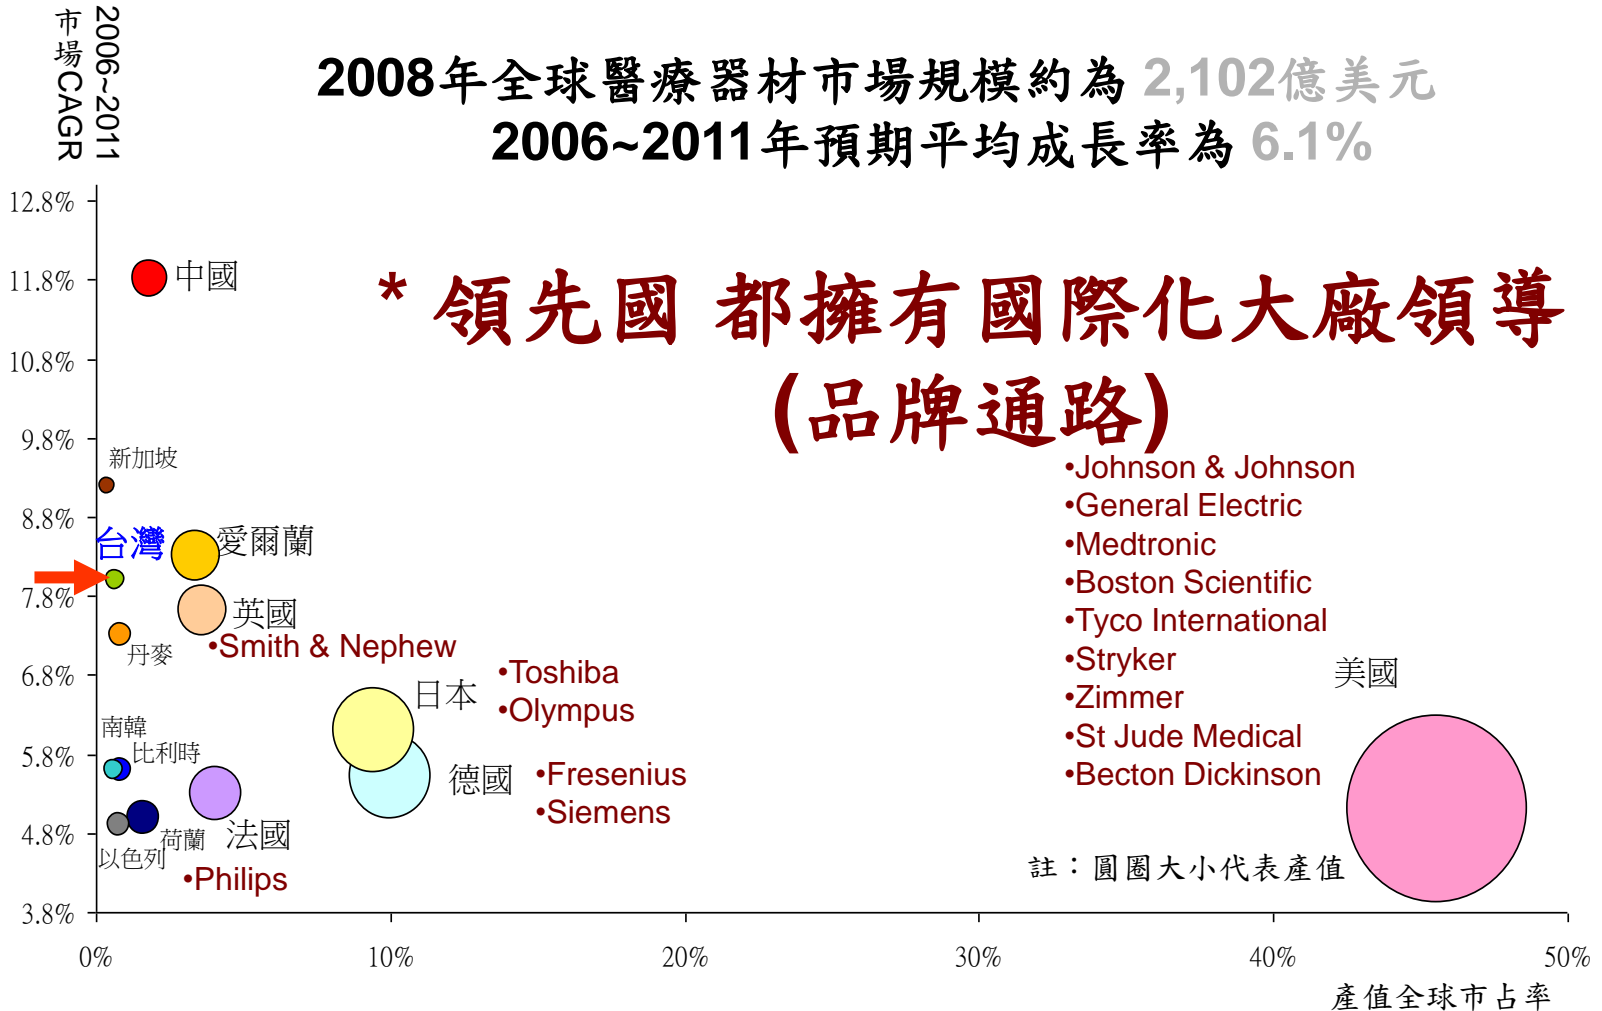 2006~2011
市場CAGR
2008年全球醫療器材市場規模約為 2,102億美元
2006~2011年預期平均成長率為 6.1%
* 領先國 都擁有國際化大廠領導
(品牌通路)
12.8%
11.8%
10.8%
9.8%
8.8%
7.8%
6.8%
5.8%
4.8%
3.8%
中國
新加坡
台灣
愛爾蘭
英國
•Smith & Nephew
丹麥
日本
•Toshiba
•Olympus
南韓
比利時
德國
•Fresenius
•Siemens
法國
荷蘭
以色列
•Philips
•Johnson & Johnson
•General Electric
•Medtronic
•Boston Scientific
•Tyco International
•Stryker
•Zimmer
•St Jude Medical
•Becton Dickinson
美國
註：圓圈大小代表產值
0%
10%
20%
30%
40%
50%
產值全球市占率